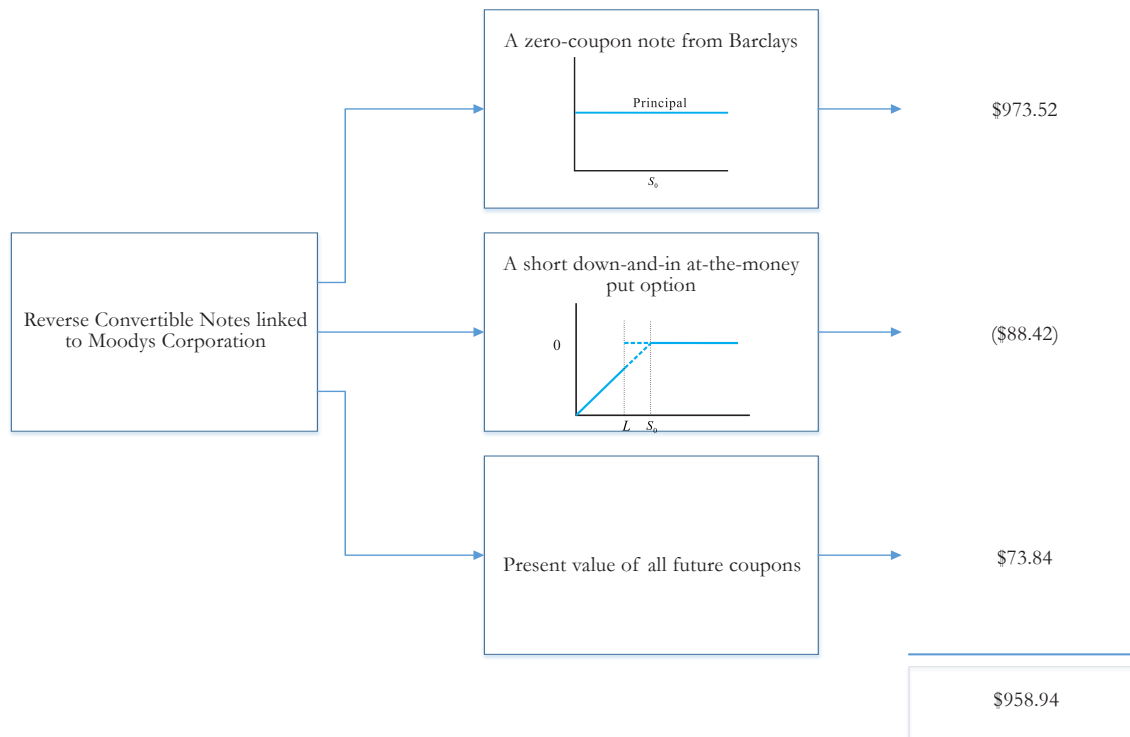 A zero-coupon note from Barclays
Principal
S₀
$973.52
Reverse Convertible Notes linked
to Moodys Corporation
A short down-and-in at-the-money
put option
0
L S₀
($88.42)
Present value of all future coupons
$73.84
$958.94